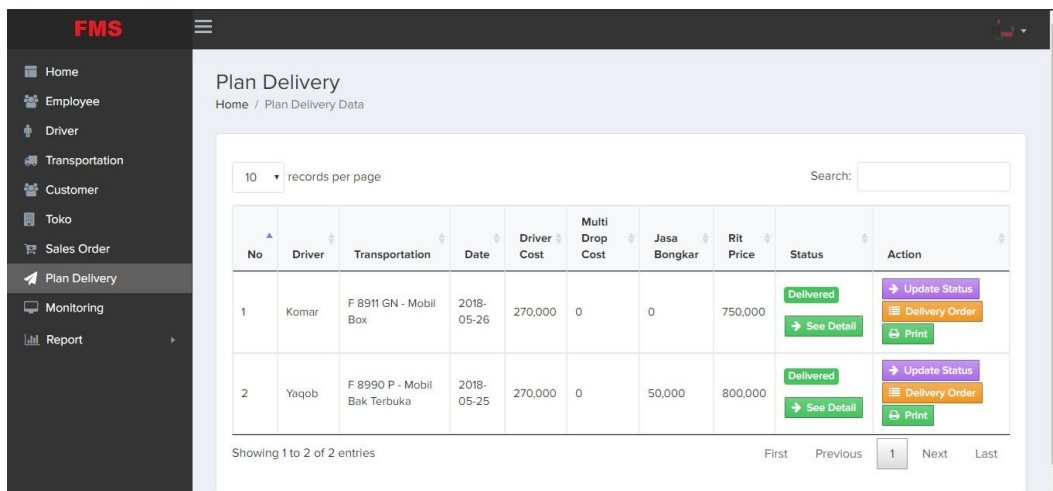 FMS
Home
Employee
Driver
Transportation
Customer
Toko
Sales Order
Plan Delivery
Monitoring
Report
Plan Delivery
Home / Plan Delivery Data
10 records per page
Search:
No Driver Transportation Date Driver Cost Multi Drop Cost Jasa Bongkar Rit Price Status Action
1 Komar F 8911 GN - Mobil Box 2018-05-26 270,000 0 0 750,000 Delivered See Detail Update Status Delivery Order Print
2 Yaqob F 8990 P - Mobil Bak Terbuka 2018-05-25 270,000 0 50,000 800,000 Delivered See Detail Update Status Delivery Order Print
Showing 1 to 2 of 2 entries
First Previous 1 Next Last